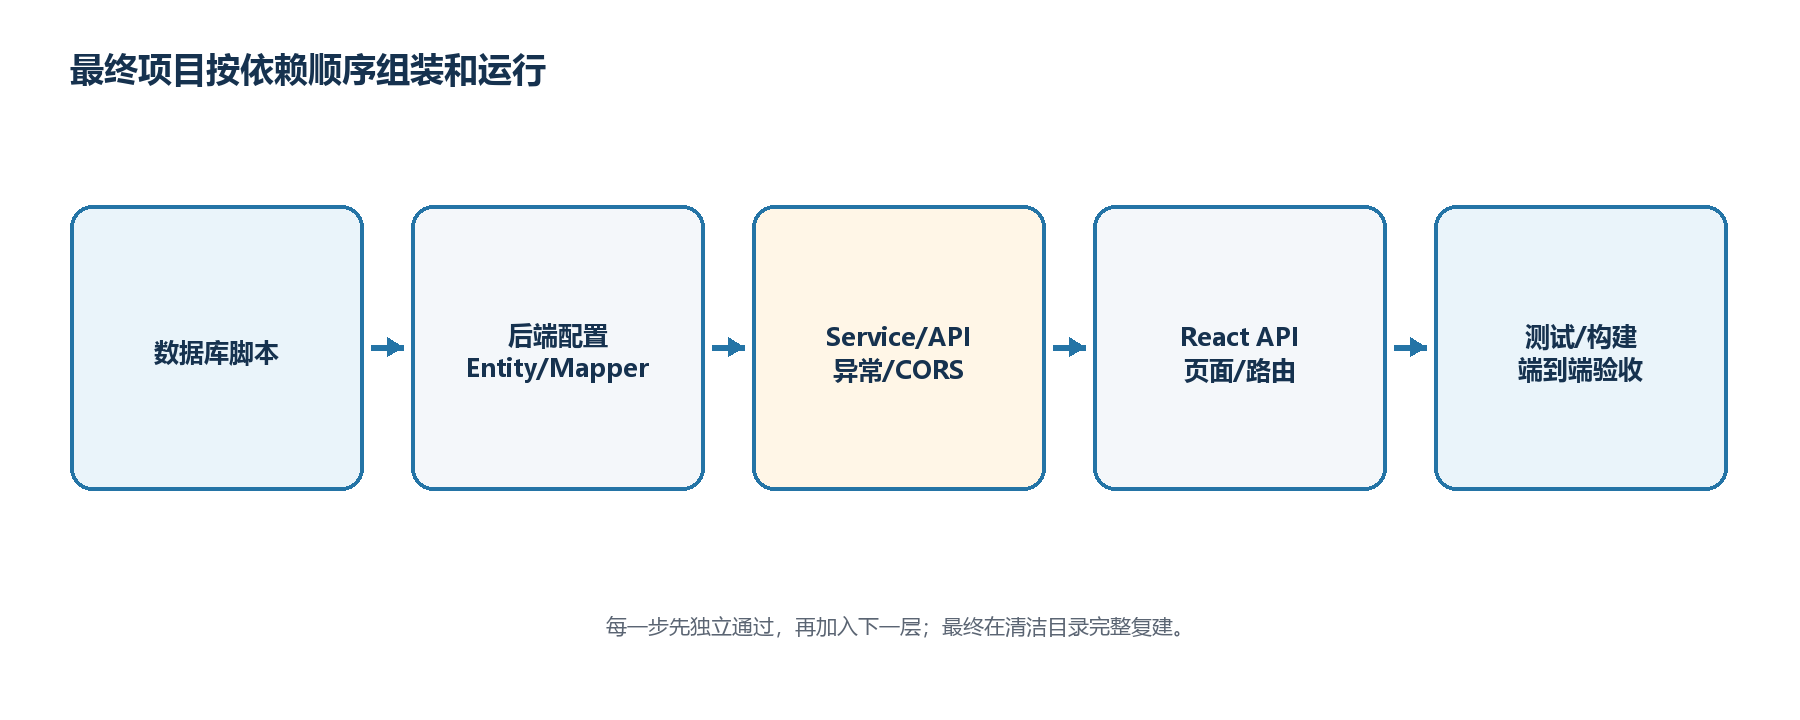 最终项目按依赖顺序组装和运行
数据库脚本
后端配置
Entity/Mapper
Service/API
异常/CORS
React API
页面/路由
测试/构建
端到端验收
每一步先独立通过，再加入下一层；最终在清洁目录完整复建。